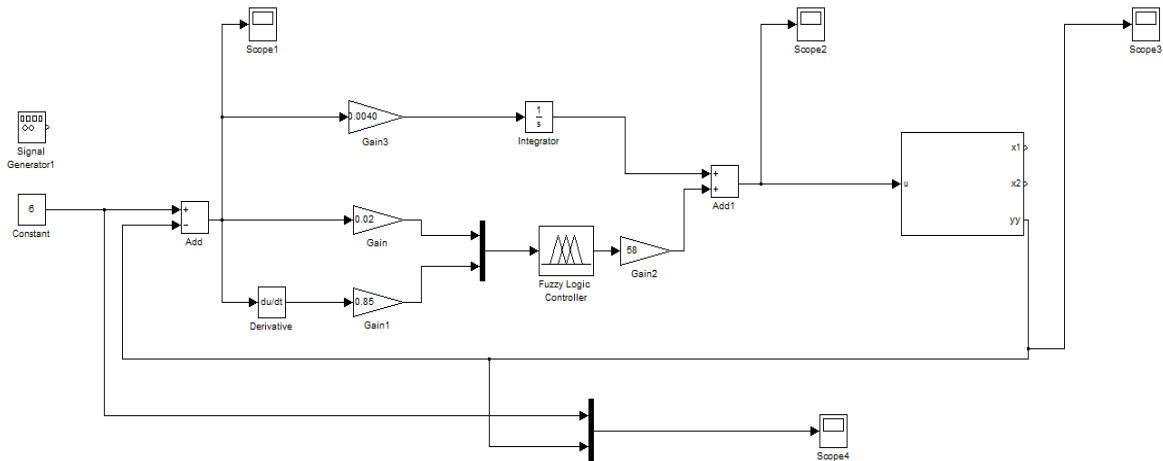 Scope1
Scope2
Scope3
0.0040
Gain3
1
s
Integrator
Signal
Generator1
x1
+
+
Add1
u
x2
6
Constant
+
−
Add
0.02
Gain
yy
Fuzzy Logic
Controller
58
Gain2
du/dt
Derivative
0.85
Gain1
Scope4